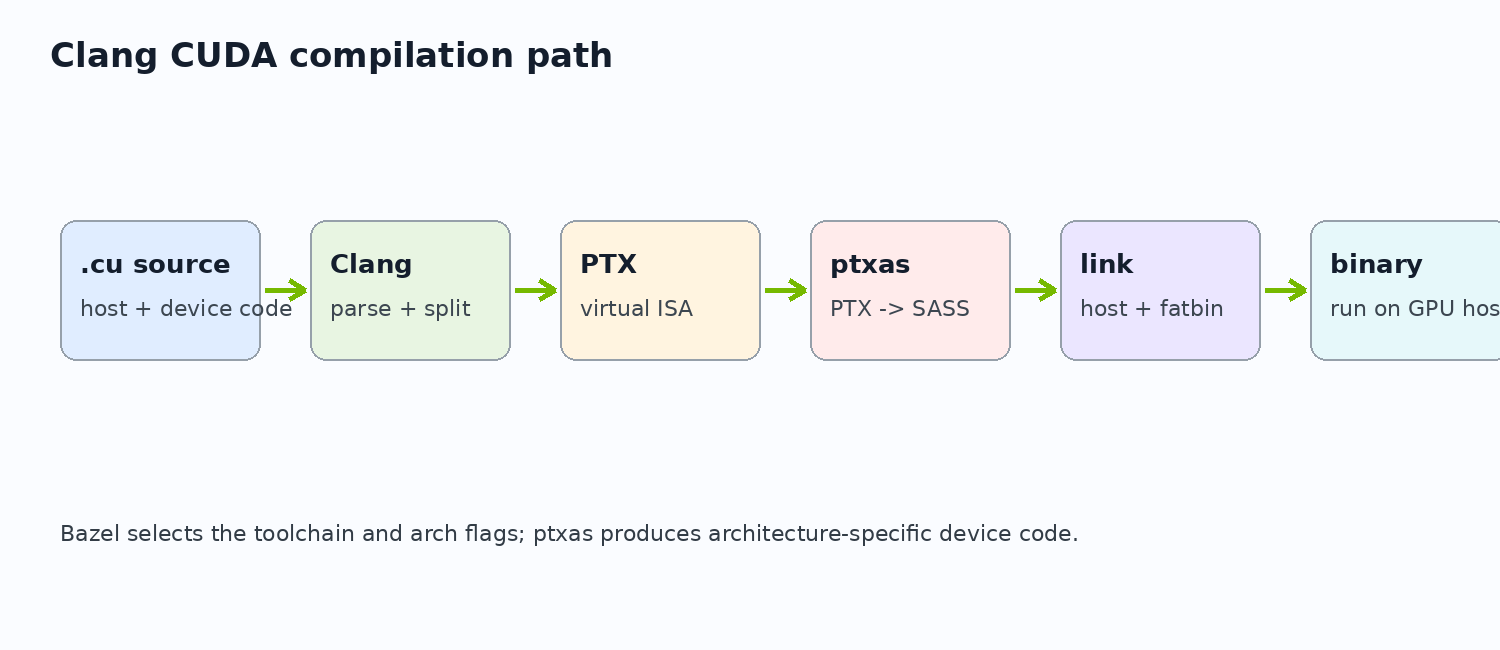 Clang CUDA compilation path
.cu source
host + device code
Clang
parse + split
PTX
virtual ISA
ptxas
PTX -> SASS
link
host + fatbin
binary
run on GPU hos
Bazel selects the toolchain and arch flags; ptxas produces architecture-specific device code.